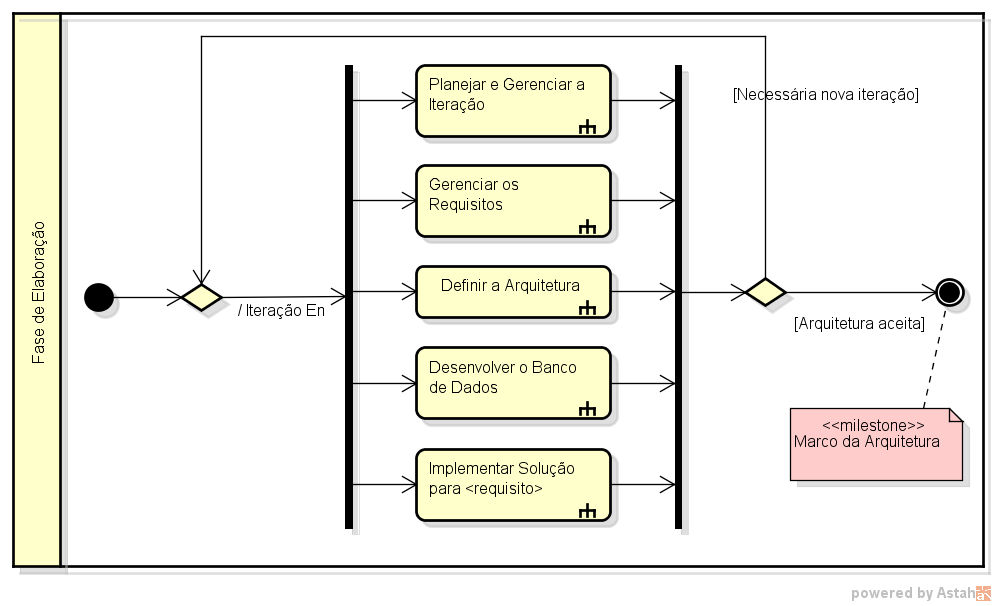 Fase de Elaboração
/ Iteração En
Planejar e Gerenciar a
Iteração
Gerenciar os
Requisitos
Definir a Arquitetura
Desenvolver o Banco
de Dados
Implementar Solução
para <requisito>
[Necessária nova iteração]
[Arquitetura aceita]
<<milestone>>
Marco da Arquitetura
powered by Astah